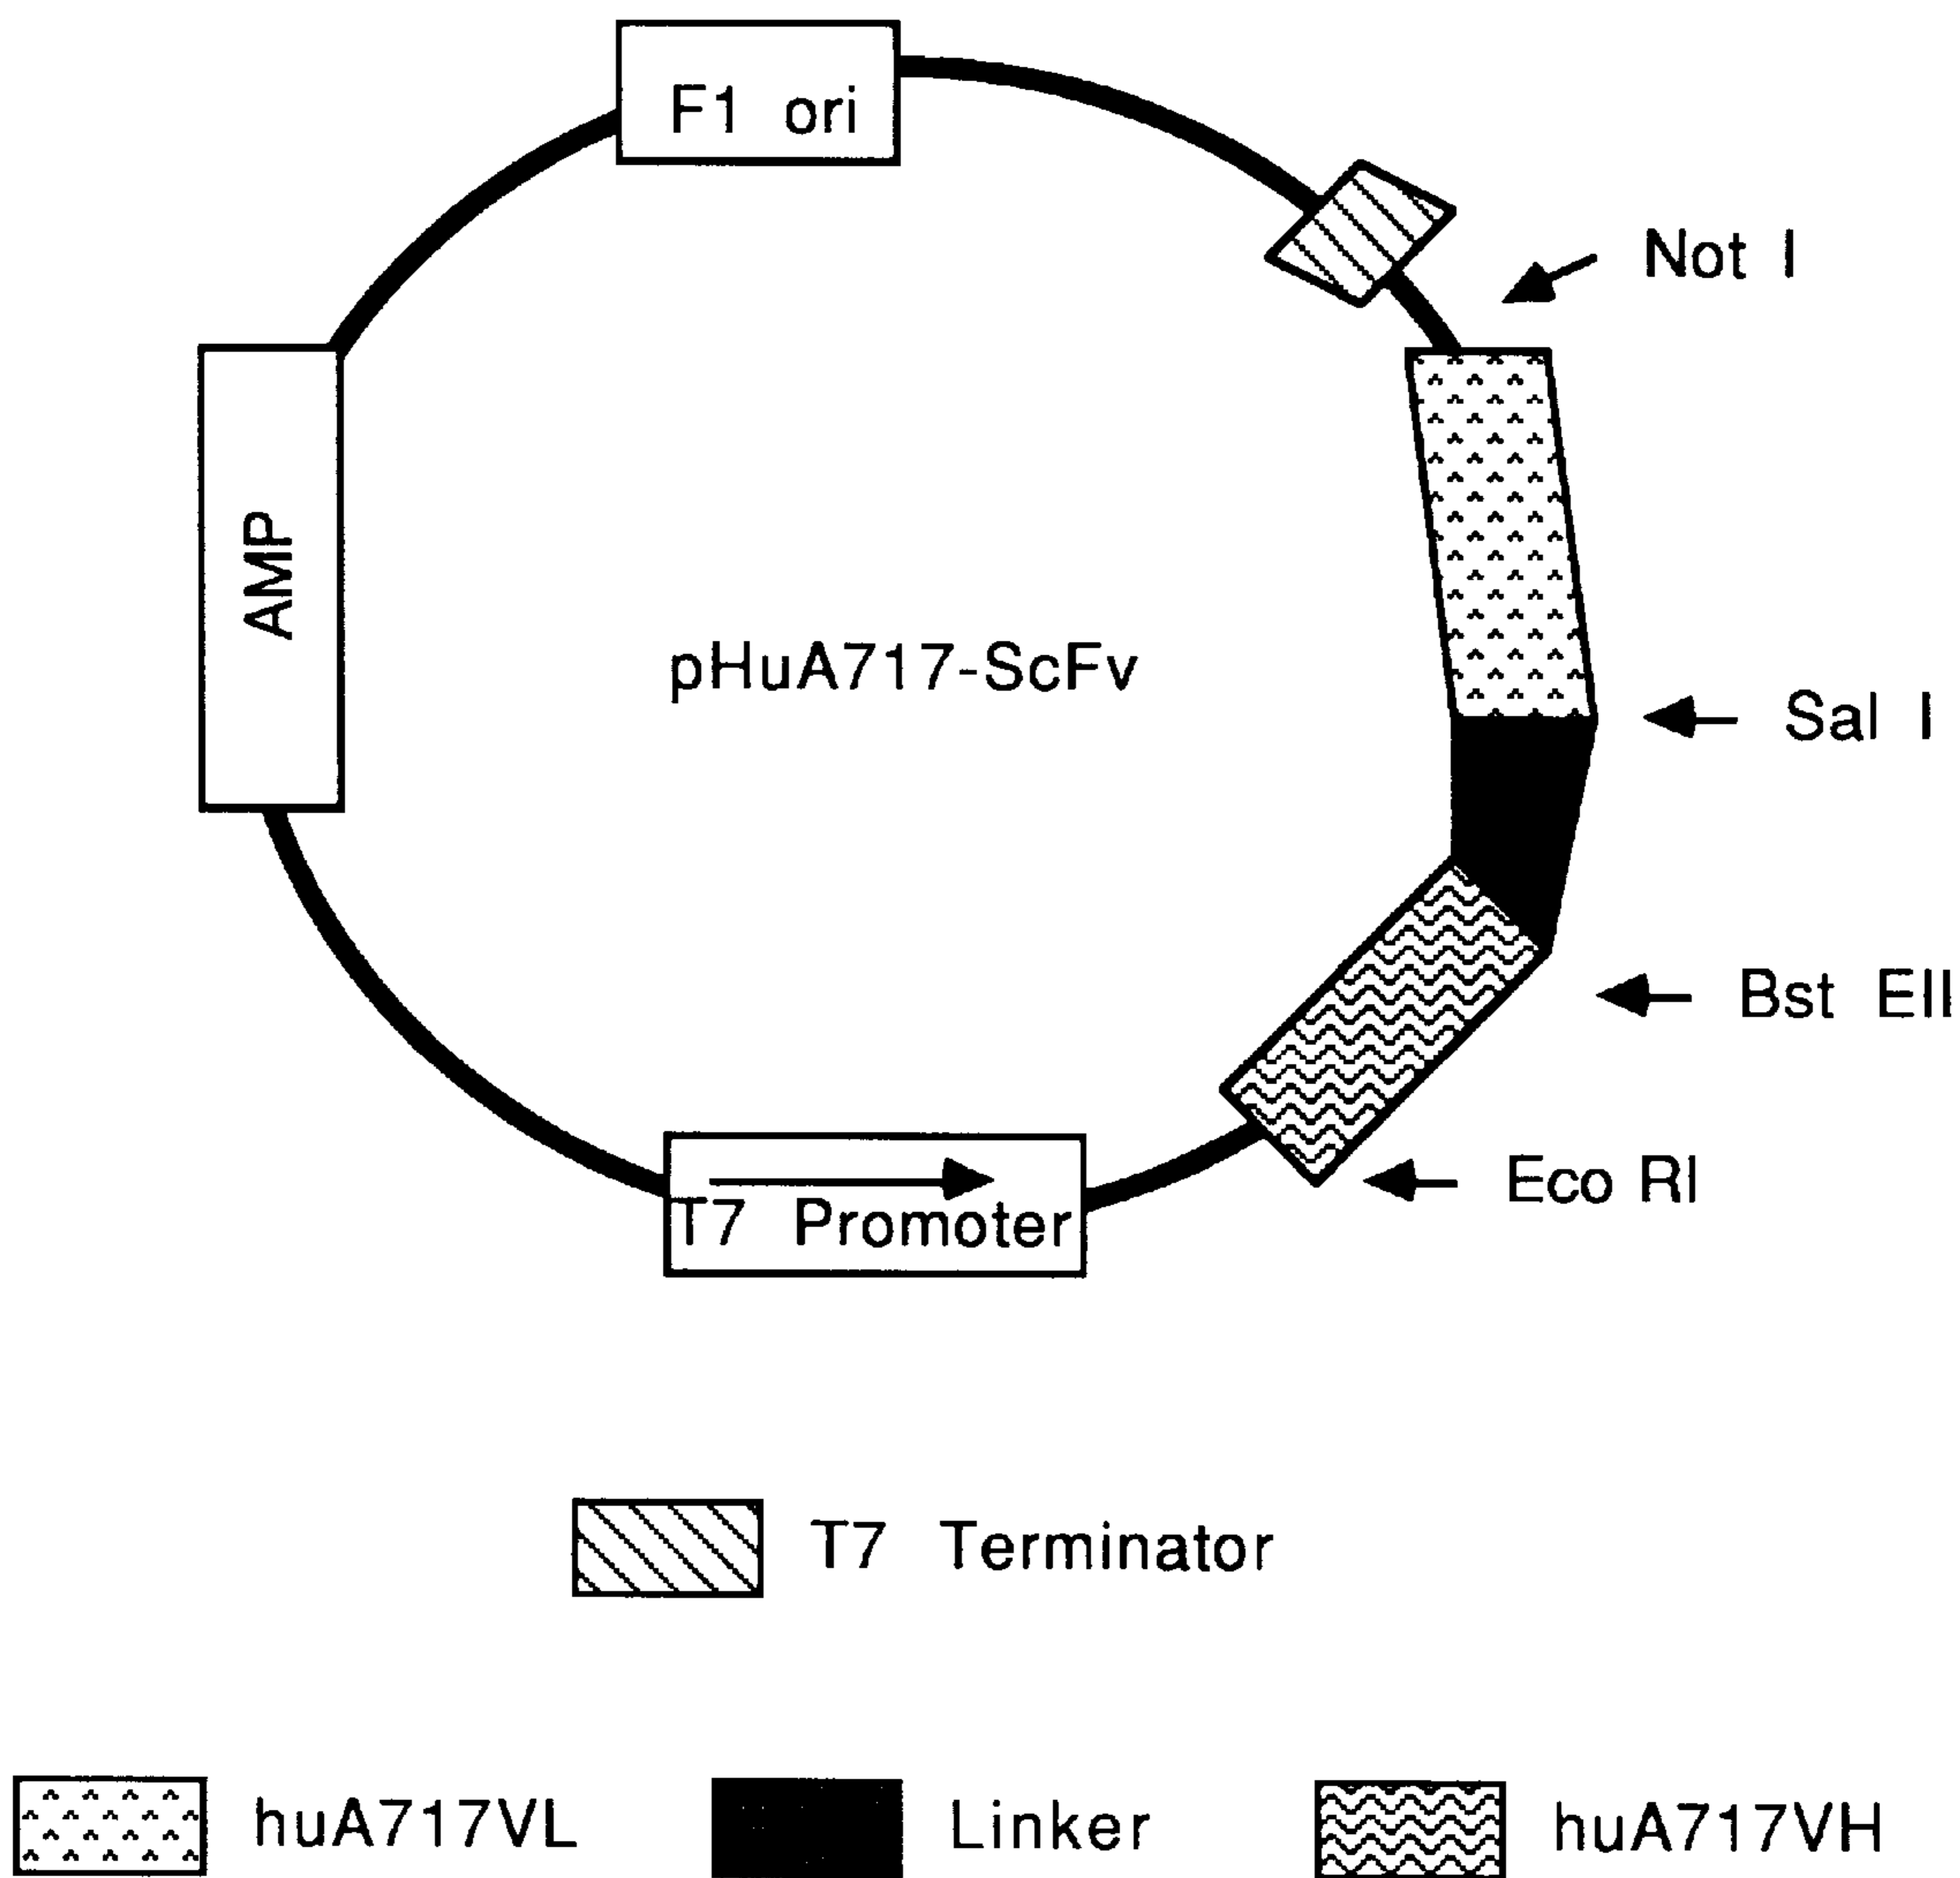 F1 ori
Not I
AMP
pHuA717-ScFv
Sal I
Bst EII
Eco RI
T7 Promoter
T7 Terminator
huA717VL
Linker
huA717VH